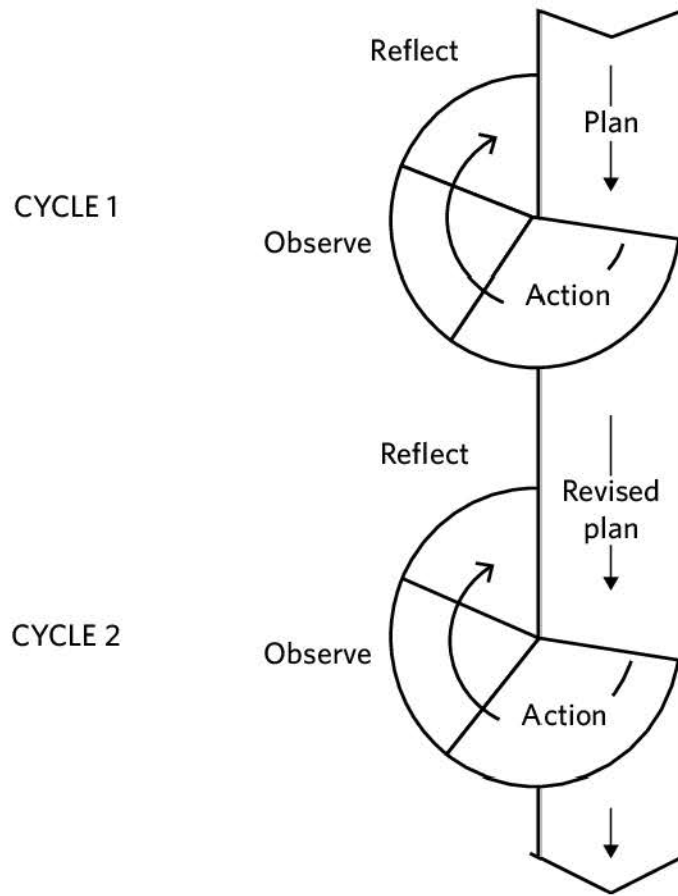 Reflect
Plan
CYCLE 1
Observe
Action
Reflect
Revised
plan
CYCLE 2
Observe
Action